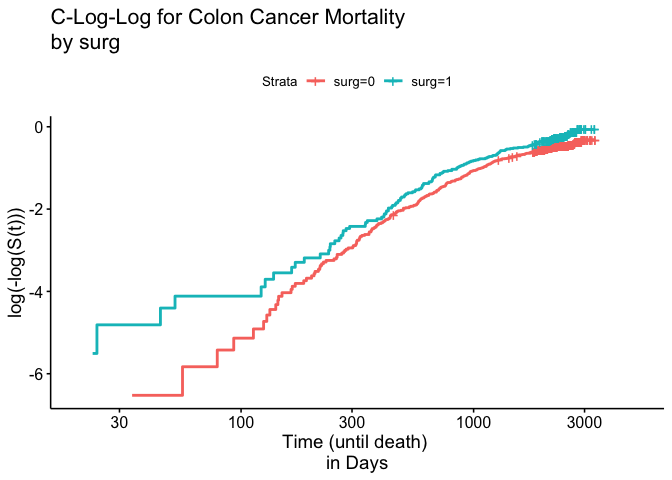 C-Log-Log for Colon Cancer Mortality
by surg
Strata surg=0 surg=1
0
-2
-4
-6
log(-log(S(t)))
30 100 300 1000 3000
Time (until death)
in Days